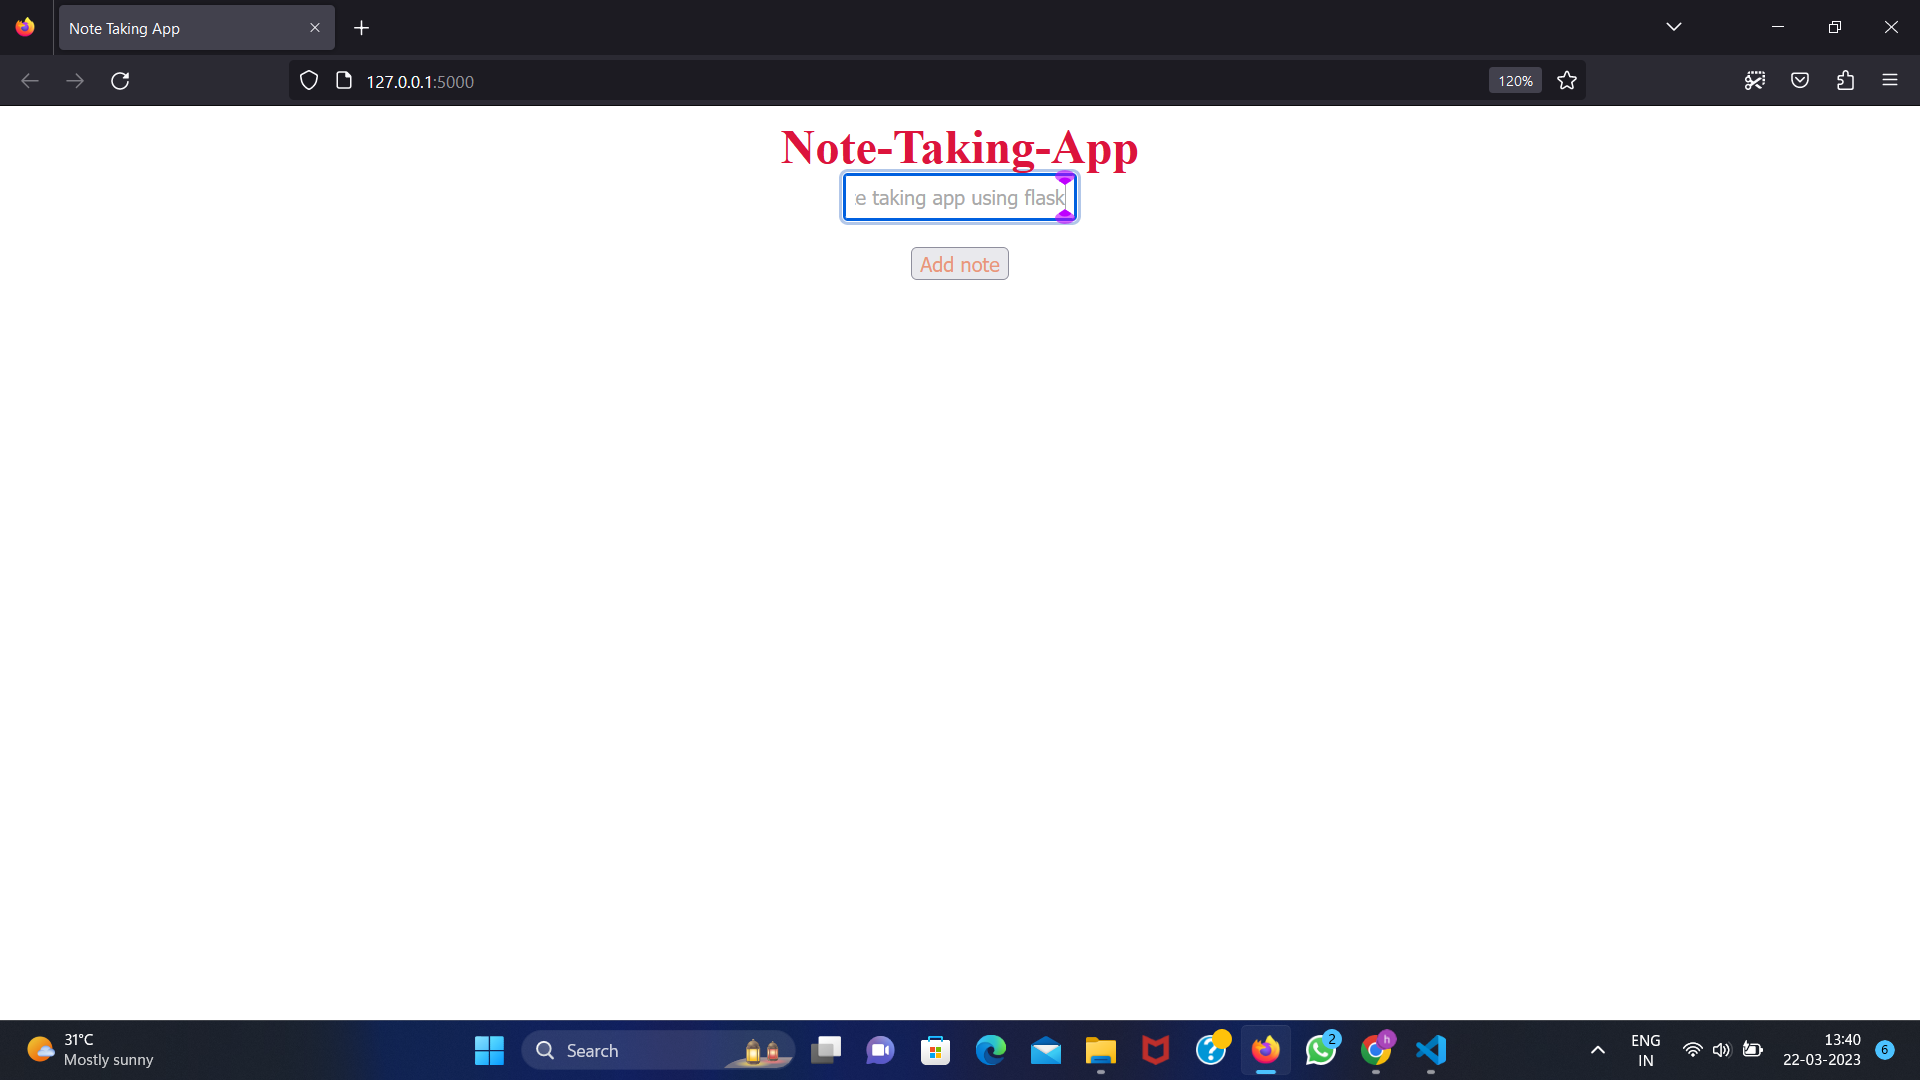 Note Taking App
127.0.0.1:5000
120%
Note-Taking-App
e taking app using flask
Add note
31°C
Mostly sunny
Search
2
h
ENG
IN
13:40
22-03-2023
6